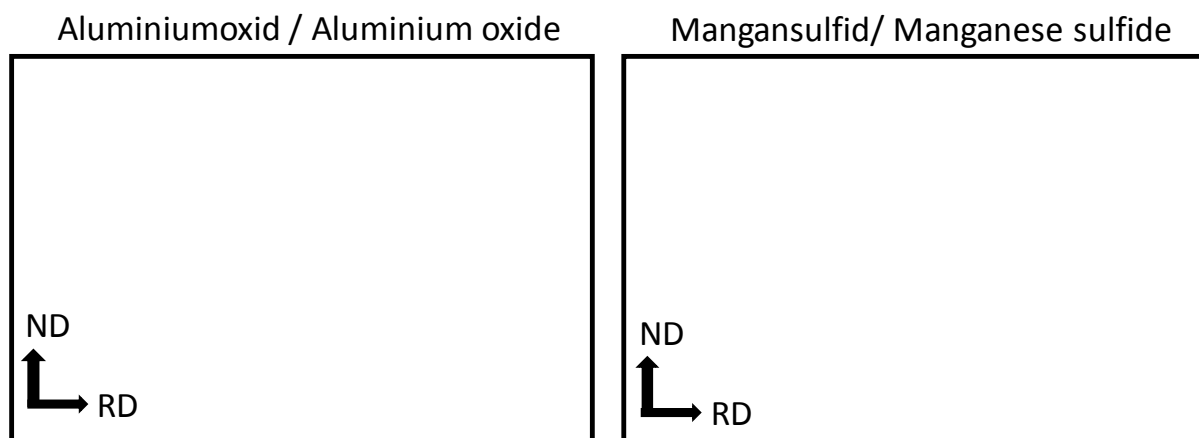 Aluminiumoxid / Aluminium oxide
Mangansulfid/ Manganese sulfide
ND
RD
ND
RD